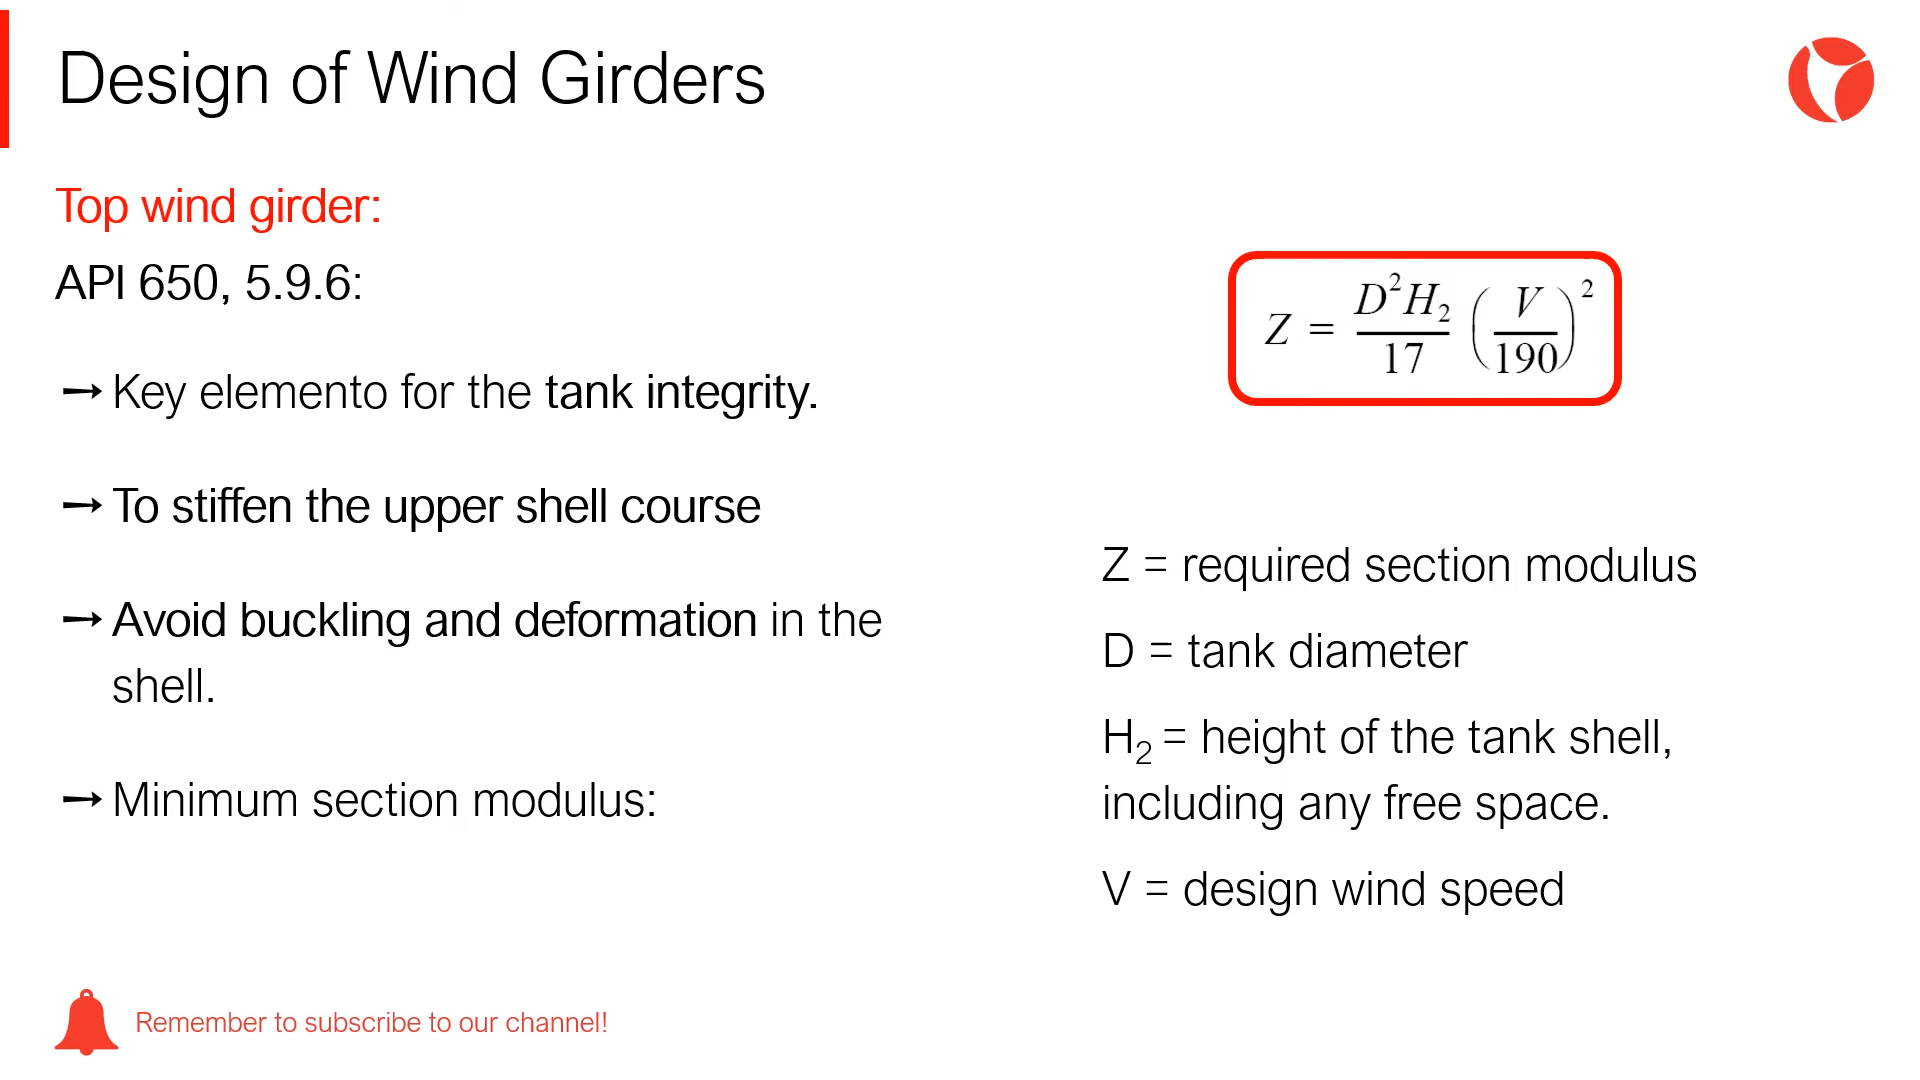 Design of Wind Girders
Top wind girder:
API 650, 5.9.6:
→ Key elemento for the tank integrity.
→ To stiffen the upper shell course
→ Avoid buckling and deformation in the
shell.
→ Minimum section modulus:
Z = D²H₂/17 (V/190)²
Z = required section modulus
D = tank diameter
H₂ = height of the tank shell,
including any free space.
V = design wind speed
Remember to subscribe to our channel!